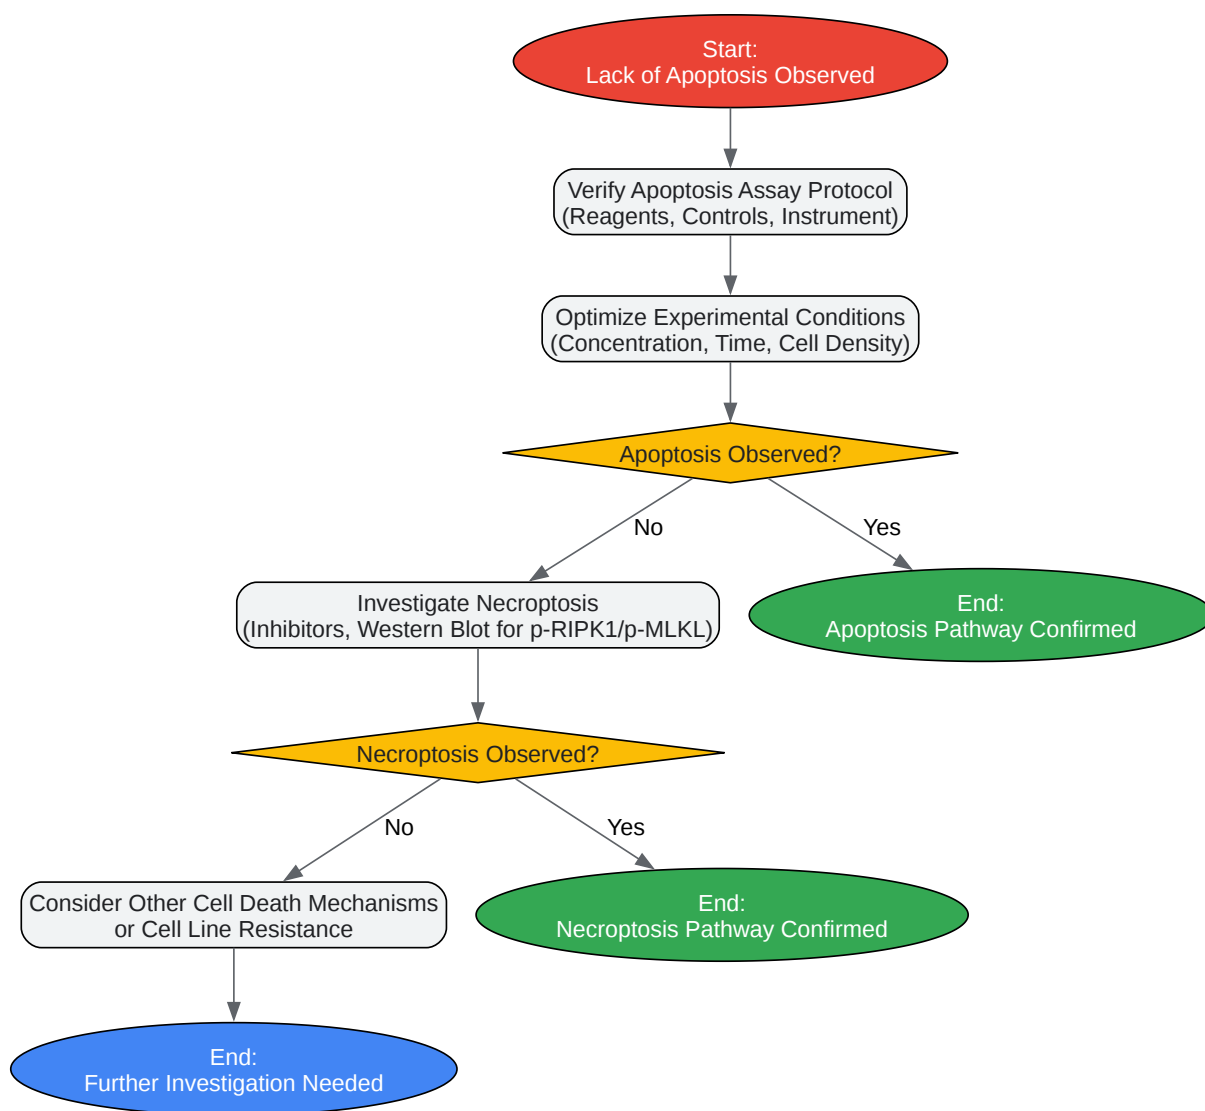 Start:
Lack of Apoptosis Observed
Verify Apoptosis Assay Protocol
(Reagents, Controls, Instrument)
Optimize Experimental Conditions
(Concentration, Time, Cell Density)
Apoptosis Observed?
No
Yes
Investigate Necroptosis
(Inhibitors, Western Blot for p-RIPK1/p-MLKL)
End:
Apoptosis Pathway Confirmed
Necroptosis Observed?
No
Yes
Consider Other Cell Death Mechanisms
or Cell Line Resistance
End:
Necroptosis Pathway Confirmed
End:
Further Investigation Needed